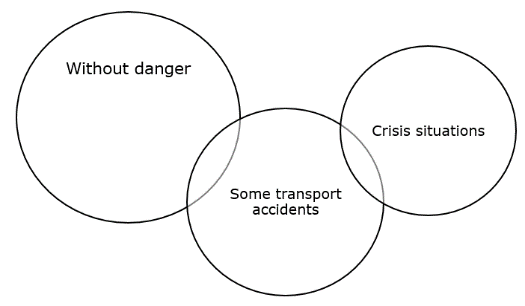 Without danger
Crisis situations
Some transport
accidents